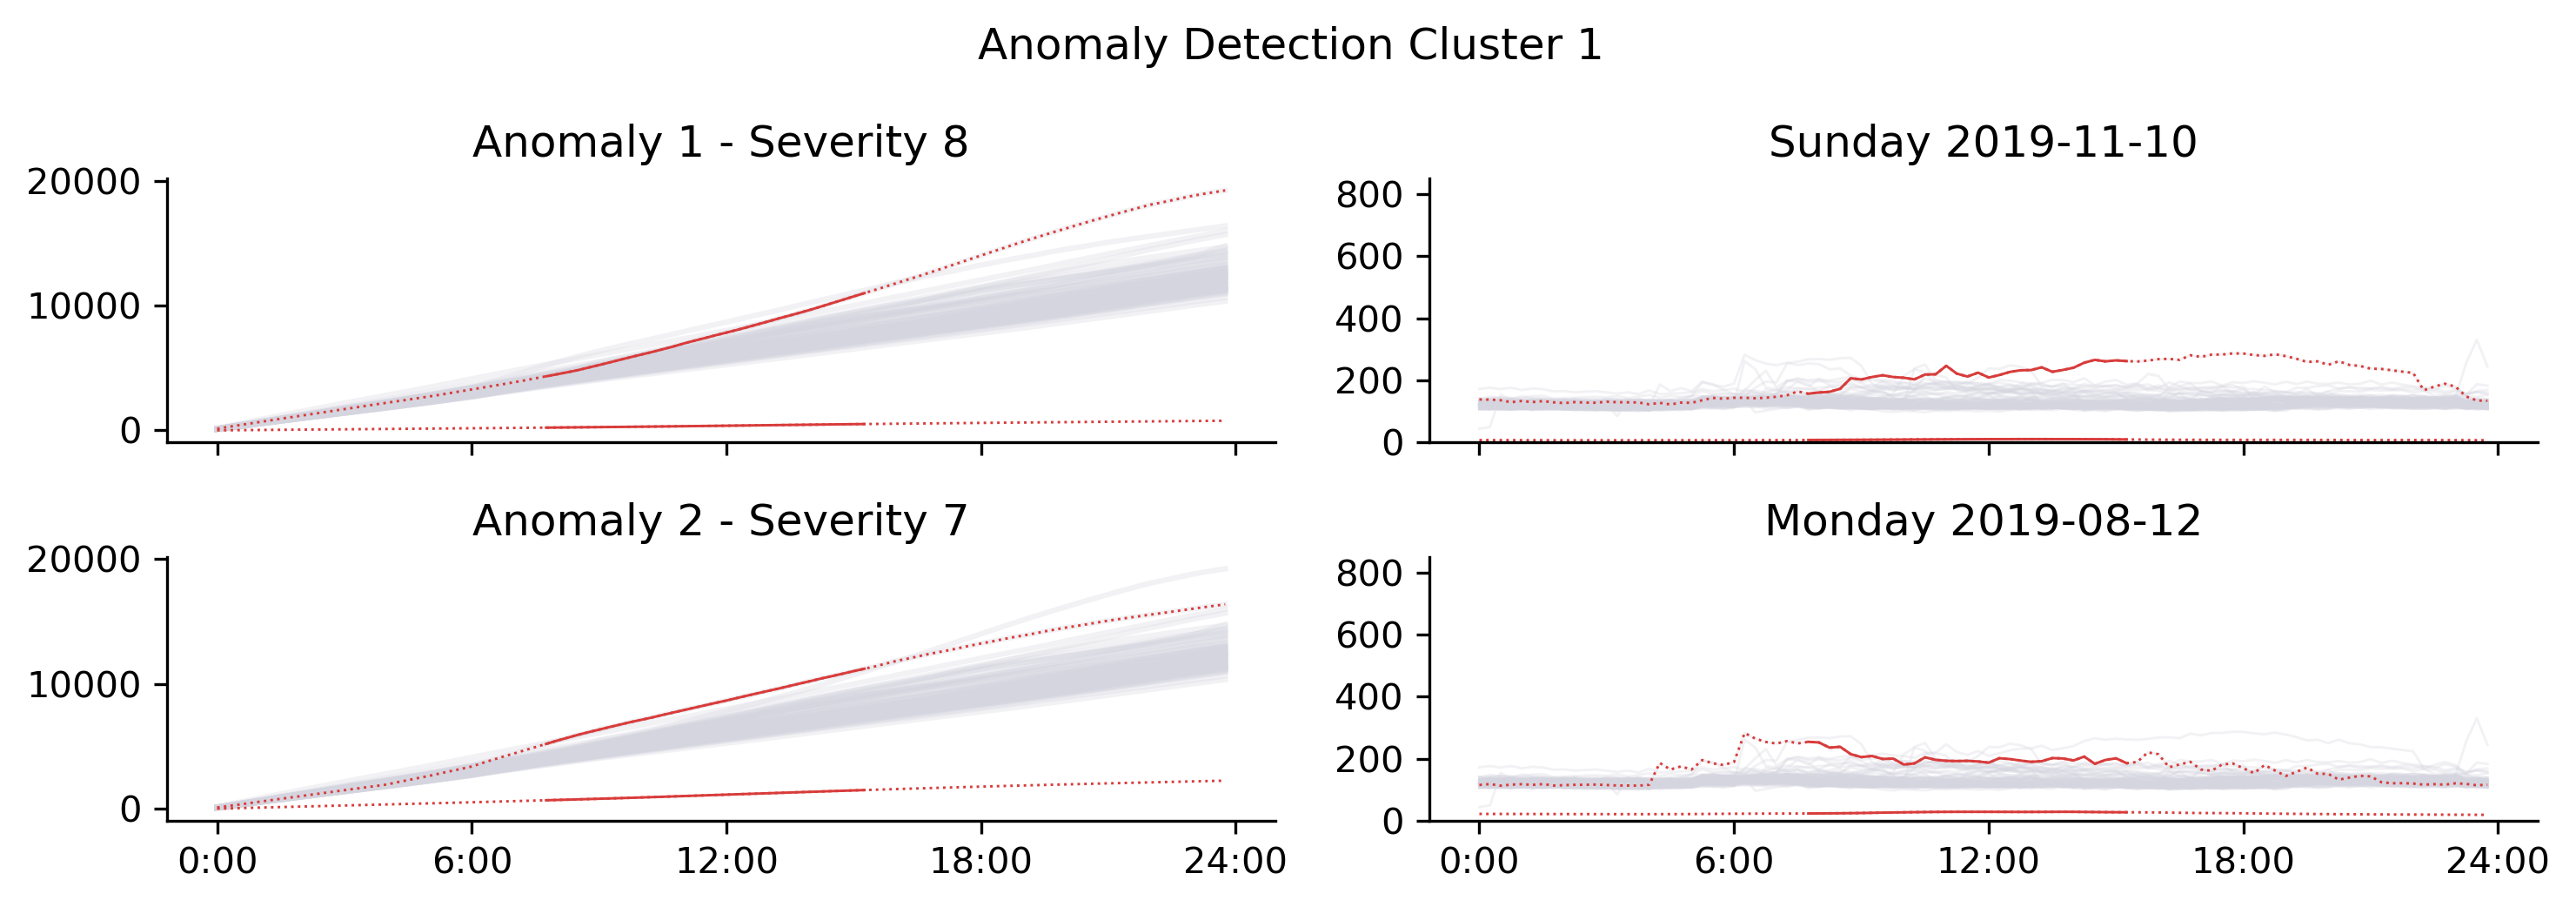 Anomaly Detection Cluster 1
Anomaly 1 - Severity 8
20000
10000
0
Sunday 2019-11-10
800
600
400
200
0
Anomaly 2 - Severity 7
20000
10000
0
0:00 6:00 12:00 18:00 24:00
Monday 2019-08-12
800
600
400
200
0
0:00 6:00 12:00 18:00 24:00